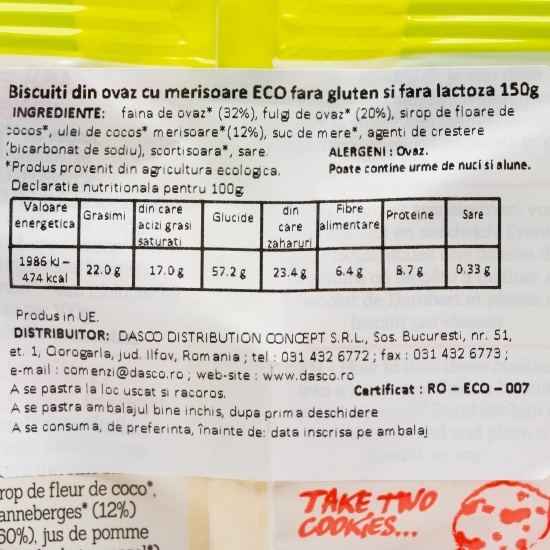 Biscuiti din ovaz cu merisoare ECO fara gluten si fara lactoza 150g
INGREDIENTE: faina de ovaz* (32%), fulgi de ovaz* (20%), sirop de floare de
cocos*, ulei de cocos* merisoare*(12%), suc de mere*, agenti de crestere
(bicarbonat de sodiu), scortisoara*, sare.
ALERGENI : Ovaz.
*Produs provenit din agricultura ecologica.
Poate contine urme de nuci si alune.
Declaratie nutritionala pentru 100g
Valoare energetica | Grasimi | din care acizi grasi saturati | Glucide | din care zaharuri | Fibre alimentare | Proteine | Sare
1986 kJ – 474 kcal | 22.0 g | 17.0 g | 57.2 g | 23.4 g | 6.4 g | 8.7 g | 0.33 g
Produs in UE.
DISTRIBUITOR: DASCO DISTRIBUTION CONCEPT S.R.L., Sos. Bucuresti, nr. 51,
et. 1, Ciorogarla, jud. Ilfov, Romania ; tel : 031 432 6772 ; fax : 031 432 6773 ;
e-mail : comenzi@dasco.ro ; web-site : www.dasco.ro
A se pastra la loc uscat si racoros.
Certificat : RO – ECO – 007
A se pastra ambalajul bine inchis, dupa prima deschidere
A se consuma, de preferinta, înainte de: data inscrisa pe ambalaj
rop de fleur de coco*,
anneberges* (12%)
60%), jus de pomme
TAKE TWO
COOKIES...